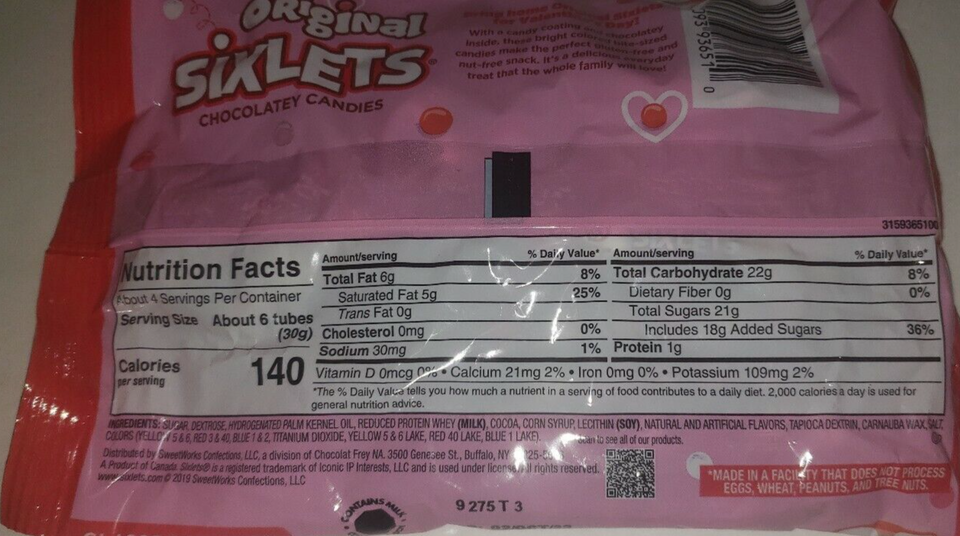 ORiginal
SiXLETS®
CHOCOLATEY CANDIES
With a candy coating and chocolatey
inside, these bright colored bite-sized
candies make the perfect gluten-free and
nut-free snack. It's a delicious everyday
treat that the whole family will love!
93651 0
3159365100
Nutrition Facts
About 4 Servings Per Container
Serving Size About 6 tubes
(30g)
Calories
per serving
140
Amount/serving % Daily Value*
Total Fat 6g 8%
Saturated Fat 5g 25%
Trans Fat 0g
Cholesterol 0mg 0%
Sodium 30mg 1%
Amount/serving % Daily Value*
Total Carbohydrate 22g 8%
Dietary Fiber 0g 0%
Total Sugars 21g
Includes 18g Added Sugars 36%
Protein 1g
Vitamin D 0mcg 0% • Calcium 21mg 2% • Iron 0mg 0% • Potassium 109mg 2%
*The % Daily Value tells you how much a nutrient in a serving of food contributes to a daily diet. 2,000 calories a day is used for
general nutrition advice.
INGREDIENTS: SUGAR, DEXTROSE, HYDROGENATED PALM KERNEL OIL, REDUCED PROTEIN WHEY (MILK), COCOA, CORN SYRUP, LECITHIN (SOY), NATURAL AND ARTIFICIAL FLAVORS, TAPIOCA DEXTRIN, CARNAUBA WAX, SALT,
COLORS (YELLOW 5 & 6, RED 3 & 40, BLUE 1 & 2, TITANIUM DIOXIDE, YELLOW 5 & 6 LAKE, RED 40 LAKE, BLUE 1 LAKE).
Scan to see all of our products.
Distributed by SweetWorks Confections, LLC, a division of Chocolat Frey NA. 3500 Genesee St., Buffalo, NY
A Product of Canada. Sixlets® is a registered trademark of Iconic IP Interests, LLC and is used under license. All rights reserved.
www.sixlets.com © 2019 SweetWorks Confections, LLC
*MADE IN A FACILITY THAT DOES NOT PROCESS
EGGS, WHEAT, PEANUTS, AND TREE NUTS.
CONTAINS MILK
9 275 T 3